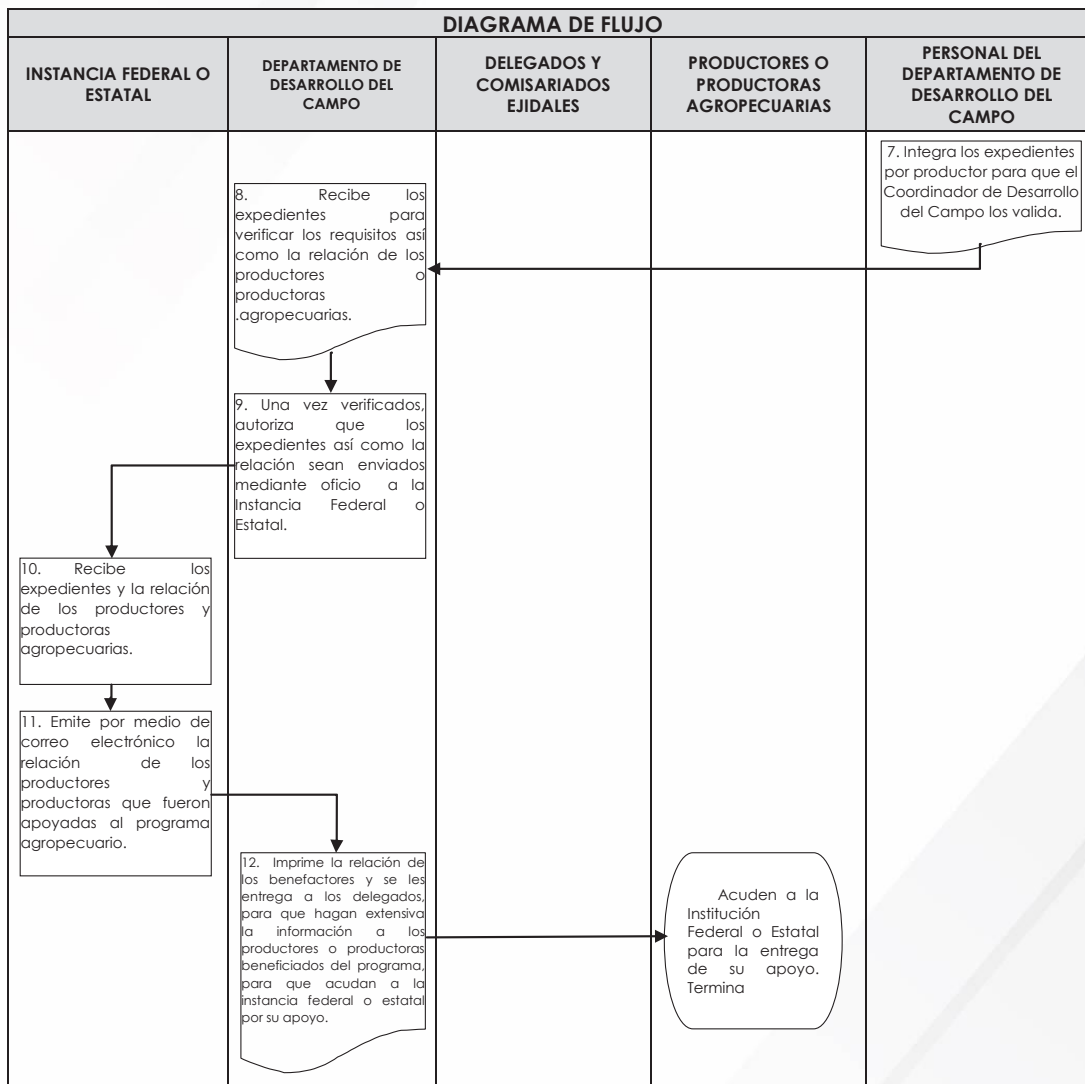 DIAGRAMA DE FLUJO
INSTANCIA FEDERAL O
ESTATAL
DEPARTAMENTO DE
DESARROLLO DEL
CAMPO
DELEGADOS Y
COMISARIADOS
EJIDALES
PRODUCTORES O
PRODUCTORAS
AGROPECUARIAS
PERSONAL DEL
DEPARTAMENTO DE
DESARROLLO DEL
CAMPO
7. Integra los expedientes
por productor para que el
Coordinador de Desarrollo
del Campo los valida.
8. Recibe los
expedientes para
verificar los requisitos así
como la relación de los
productores o
productoras
.agropecuarias.
9. Una vez verificados,
autoriza que los
expedientes así como la
relación sean enviados
mediante oficio a la
Instancia Federal o
Estatal.
10. Recibe los
expedientes y la relación
de los productores y
productoras
agropecuarias.
11. Emite por medio de
correo electrónico la
relación de los
productores y
productoras que fueron
apoyadas al programa
agropecuario.
12. Imprime la relación de
los benefactores y se les
entrega a los delegados,
para que hagan extensiva
la información a los
productores o productoras
beneficiados del programa,
para que acudan a la
instancia federal o estatal
por su apoyo.
Acuden a la
Institución
Federal o Estatal
para la entrega
de su apoyo.
Termina